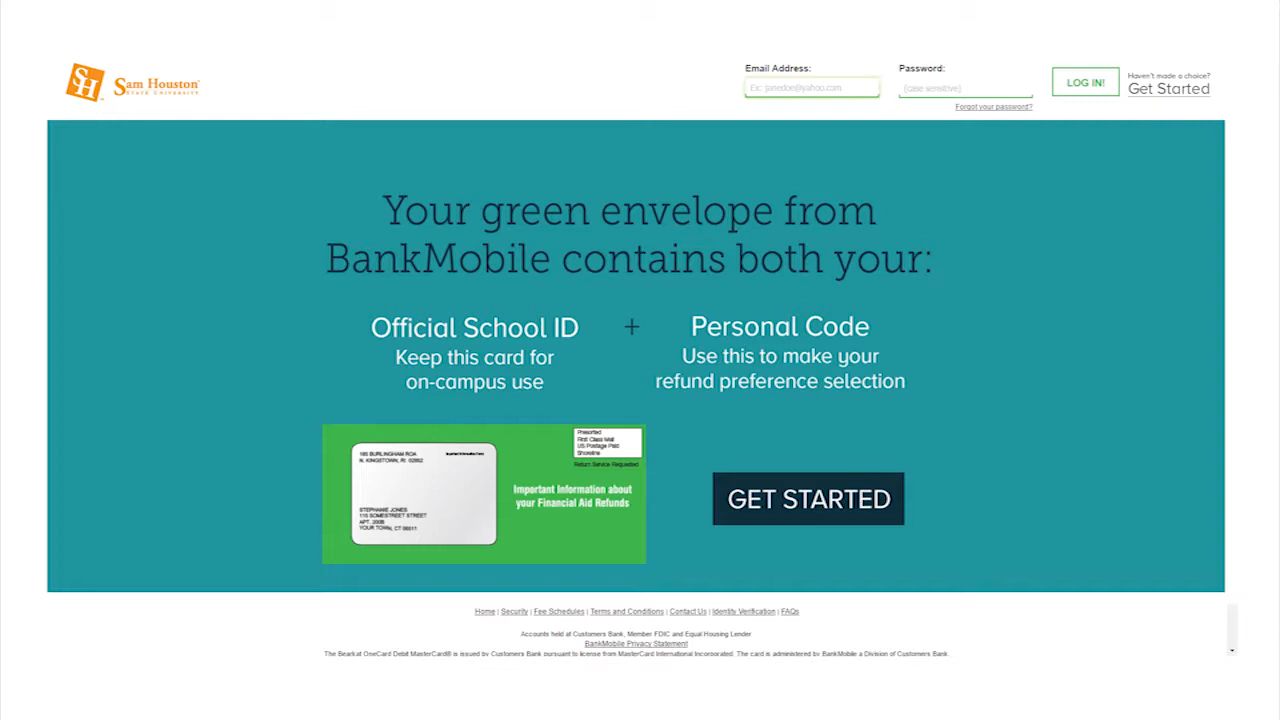 SH
Sam Houston
STATE UNIVERSITY
Email Address:
Ex: janedoe@yahoo.com
Password:
(case sensitive)
Forgot your password?
LOG IN!
Haven't made a choice?
Get Started
Your green envelope from
BankMobile contains both your:
Official School ID
Keep this card for
on-campus use
+
Personal Code
Use this to make your
refund preference selection
185 BURLINGHAM ROA
N. KINGSTOWN, RI 02852
STEPHANIE JONES
115 SOMESTREET STREET
APT. 200B
YOUR TOWN, CT 06011
Presorted
First Class Mail
US Postage Paid
Shoreline
Return Service Requested
Important Information about
your Financial Aid Refunds
GET STARTED
Home | Security | Fee Schedules | Terms and Conditions | Contact Us | Identity Verification | FAQs
Accounts held at Customers Bank, Member FDIC and Equal Housing Lender
BankMobile Privacy Statement
The Bearkat OneCard Debit MasterCard® is issued by Customers Bank pursuant to license from MasterCard International Incorporated. The card is administered by BankMobile a Division of Customers Bank.